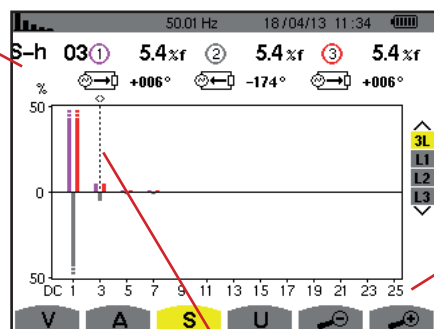 50.01 Hz 18/04/13 11:34
S-h 03 1 5.4%f 2 5.4%f 3 5.4%f
+006° -174° +006°
%
50
0
50
DC 1 3 5 7 9 11 13 15 17 19 21 23 25
3L
L1
L2
L3
V A S U